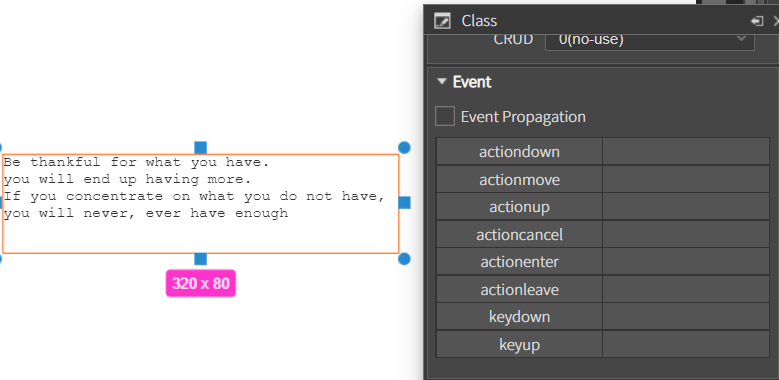 Class
CRUD 0(no-use)
Event
Event Propagation
actiondown
actionmove
actionup
actioncancel
actionenter
actionleave
keydown
keyup
Be thankful for what you have.
you will end up having more.
If you concentrate on what you do not have,
you will never, ever have enough
320 x 80